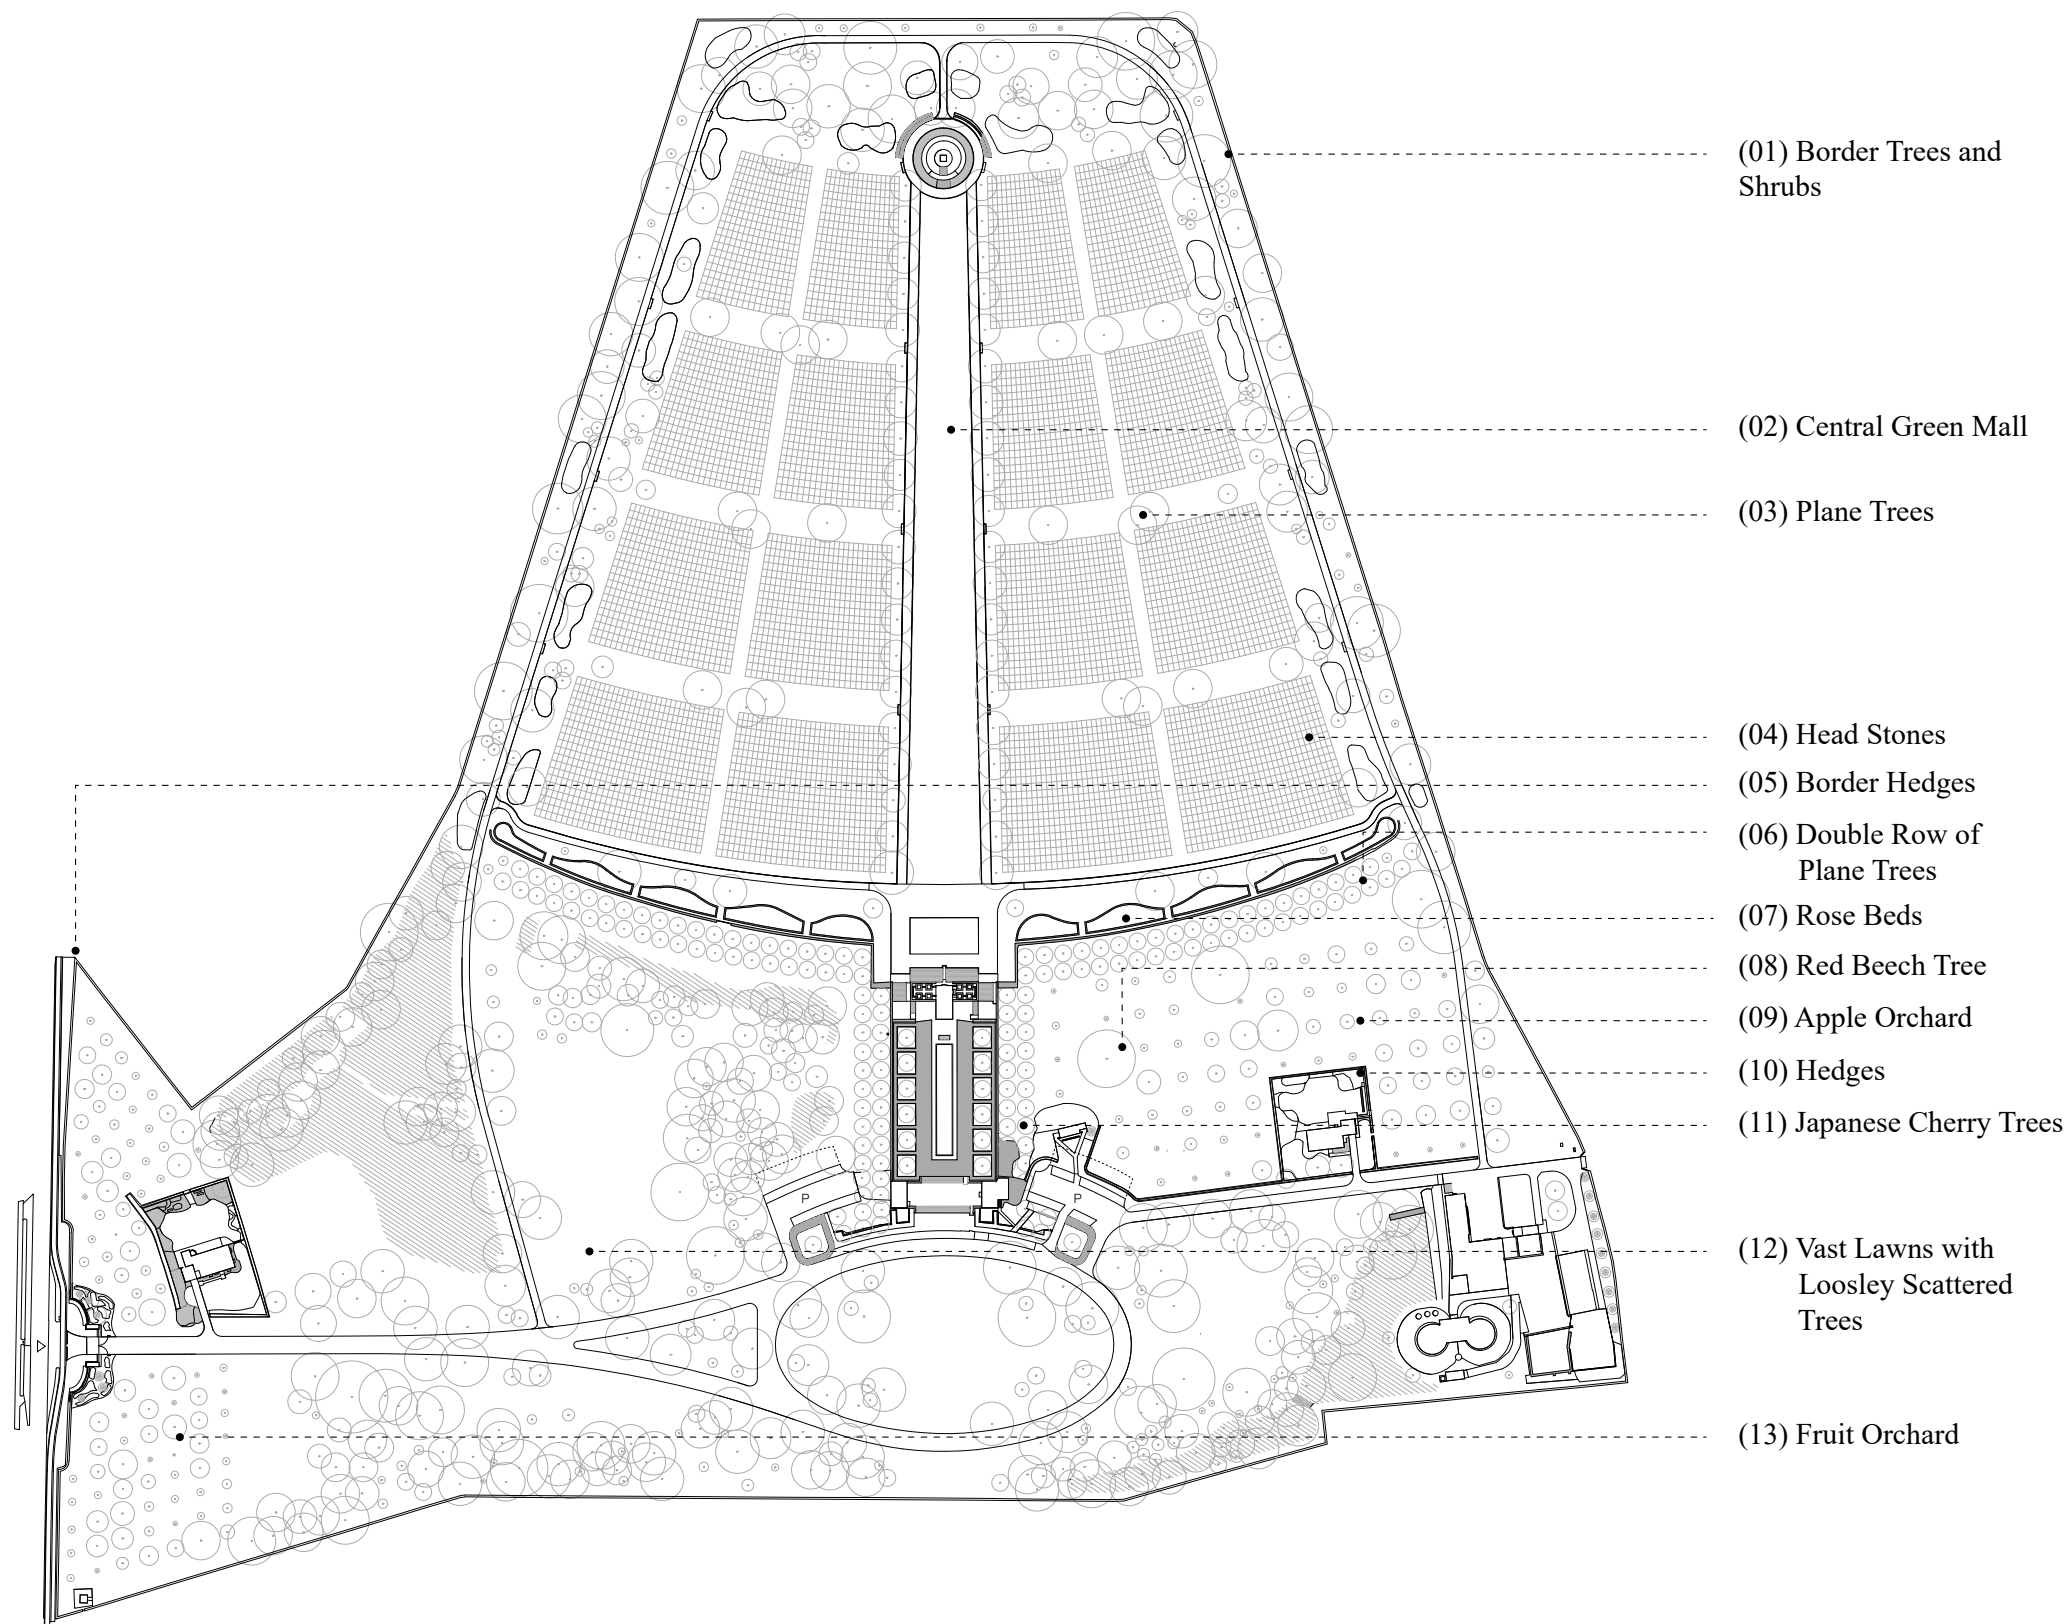 (01) Border Trees and
Shrubs
(02) Central Green Mall
(03) Plane Trees
(04) Head Stones
(05) Border Hedges
(06) Double Row of
Plane Trees
(07) Rose Beds
(08) Red Beech Tree
(09) Apple Orchard
(10) Hedges
(11) Japanese Cherry Trees
P
P
(12) Vast Lawns with
Loosley Scattered
Trees
(13) Fruit Orchard